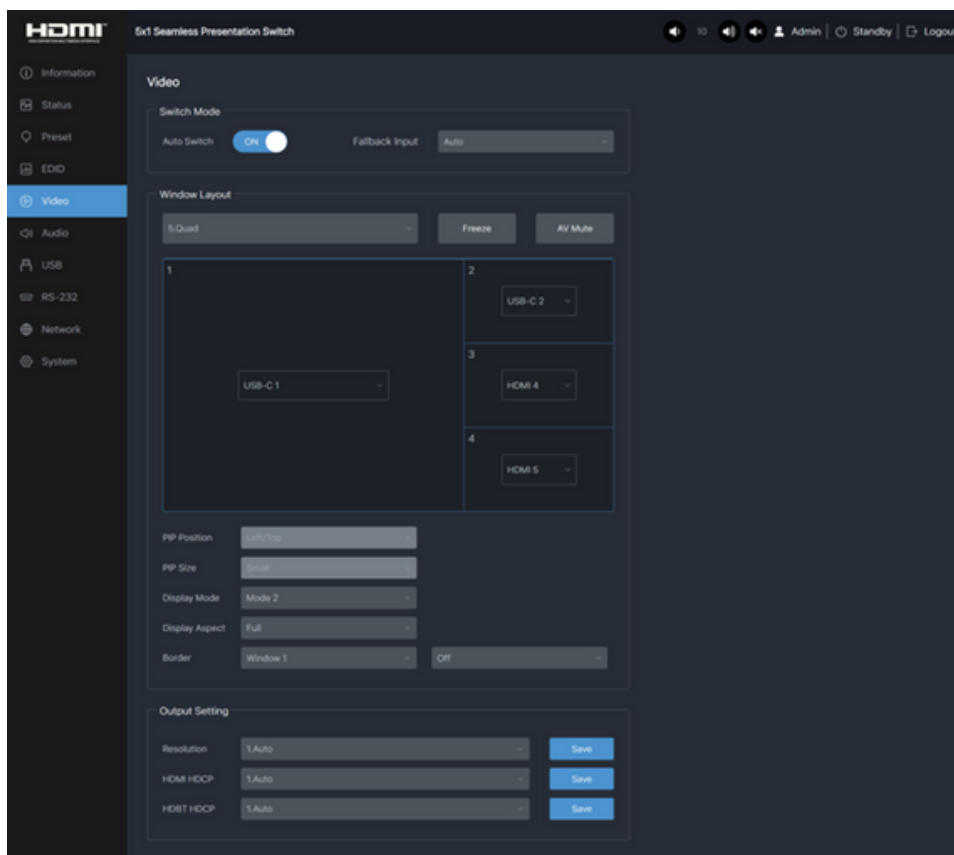 HDMI
5x1 Seamless Presentation Switch
10
Admin
Standby
Logou
Information
Status
Preset
EDID
Video
Audio
USB
RS-232
Network
System
Video
Switch Mode
Auto Switch ON Fallback Input Auto
Window Layout
5.Quad Freeze AV Mute
1
USB-C 1
2
USB-C 2
3
HDMI 4
4
HDMI 5
PIP Position Left/Top
PIP Size Small
Display Mode Mode 2
Display Aspect Full
Border Window 1 Off
Output Setting
Resolution 1.Auto Save
HDMI HDCP 1.Auto Save
HDBT HDCP 1.Auto Save